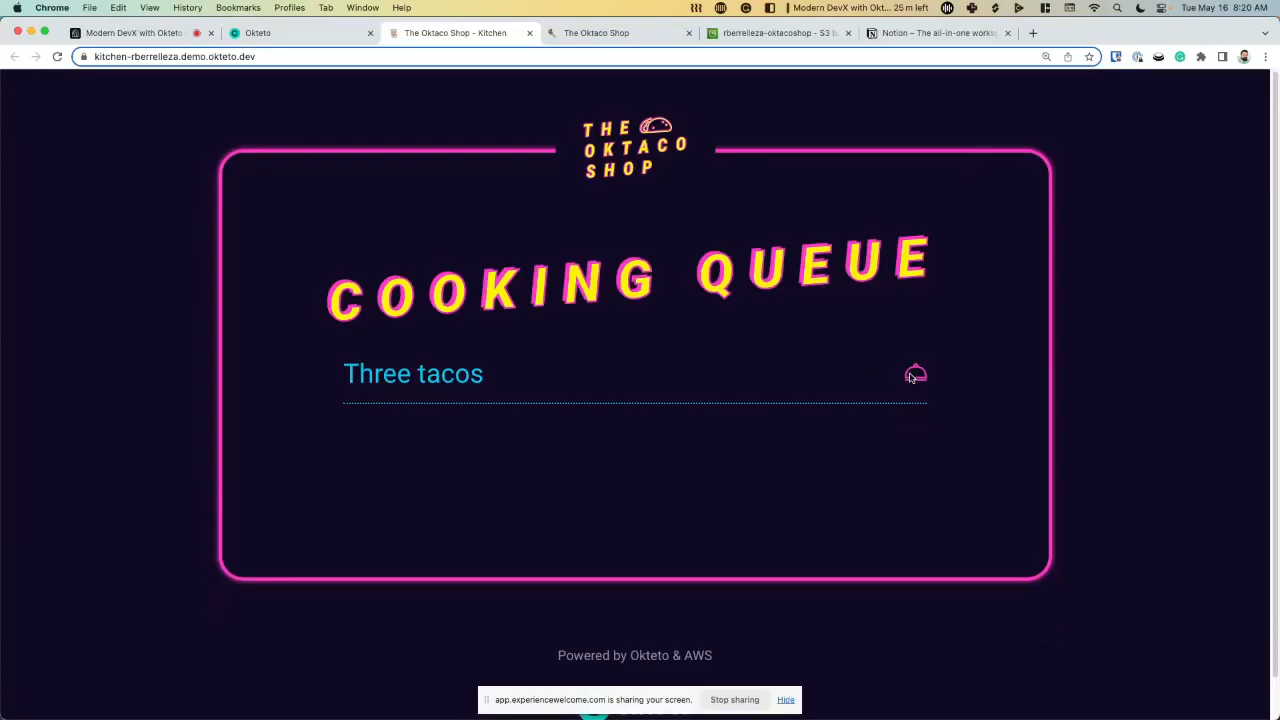 Chrome File Edit View History Bookmarks Profiles Tab Window Help
Modern DevX with Okt... 25 m left
Tue May 16 8:20 AM
Modern DevX with Okteto
Okteto
The Oktaco Shop - Kitchen
The Oktaco Shop
rberrelleza-oktacoshop - S3 b
Notion – The all-in-one works
kitchen-rberrelleza.demo.okteto.dev
THE
OKTACO
SHOP
COOKING QUEUE
Three tacos
Powered by Okteto & AWS
app.experiencewelcome.com is sharing your screen.
Stop sharing
Hide